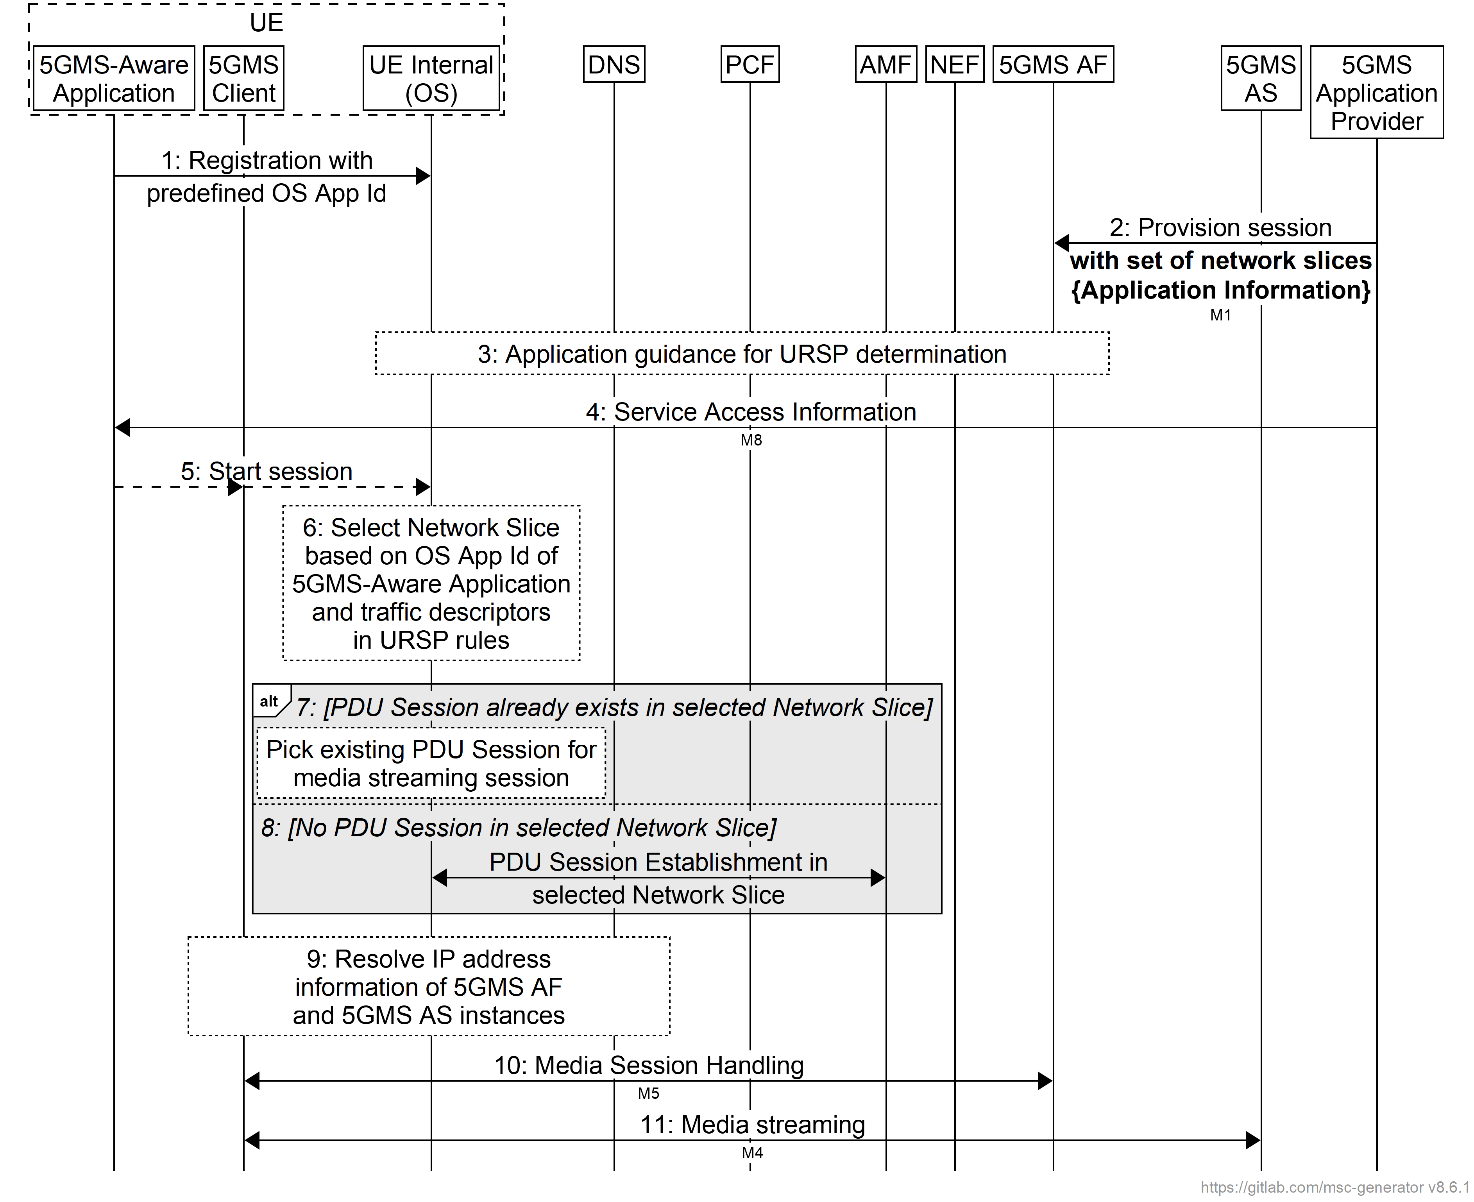 UE
5GMS-Aware
Application
5GMS
Client
UE Internal
(OS)
DNS
PCF
AMF
NEF
5GMS AF
5GMS
AS
5GMS
Application
Provider
1: Registration with
predefined OS App Id
2: Provision session
with set of network slices
{Application Information}
M1
3: Application guidance for URSP determination
4: Service Access Information
M8
5: Start session
6: Select Network Slice
based on OS App Id of
5GMS-Aware Application
and traffic descriptors
in URSP rules
alt
7: [PDU Session already exists in selected Network Slice]
Pick existing PDU Session for
media streaming session
8: [No PDU Session in selected Network Slice]
PDU Session Establishment in
selected Network Slice
9: Resolve IP address
information of 5GMS AF
and 5GMS AS instances
10: Media Session Handling
M5
11: Media streaming
M4
https://gitlab.com/msc-generator v8.6.1